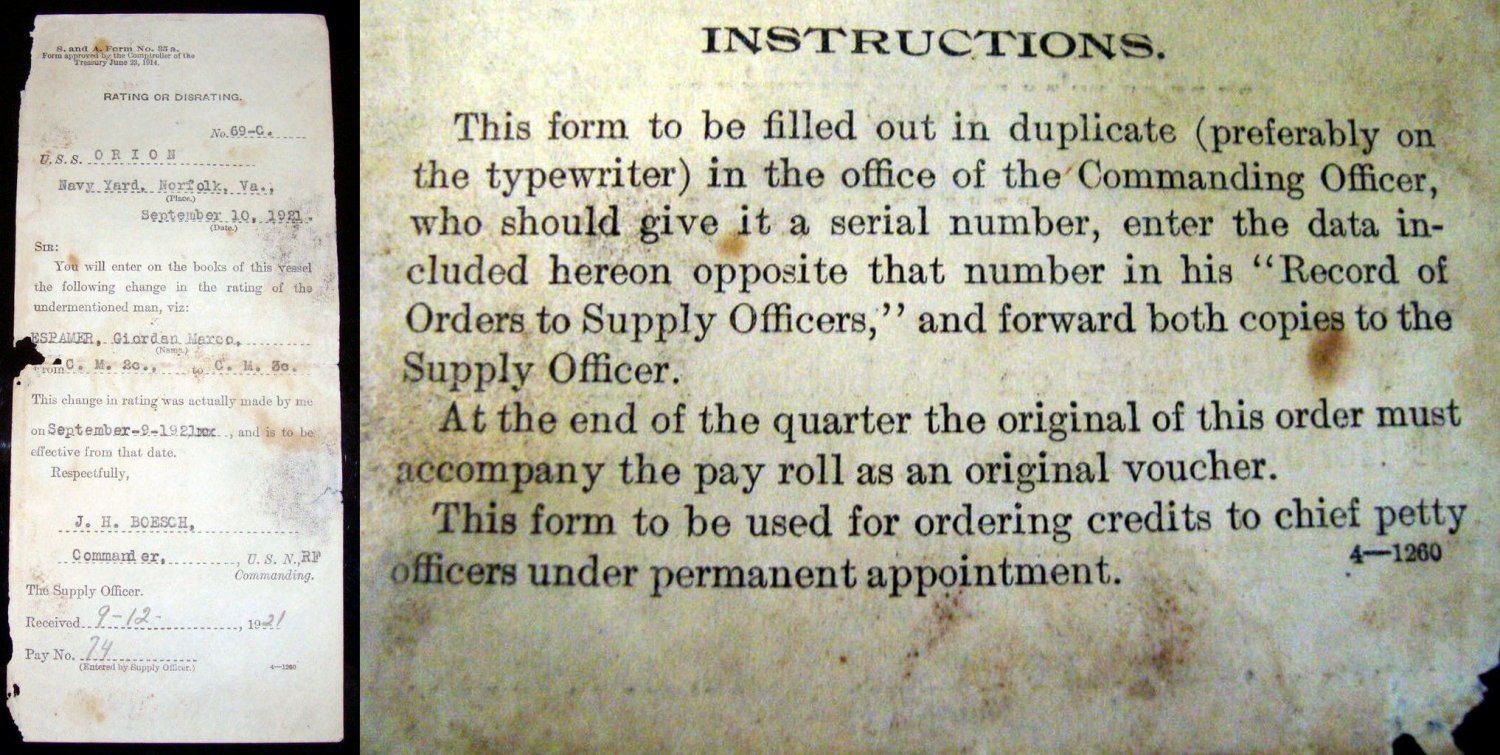 S. and A. Form No. 35 a.
Form approved by the Comptroller of the
Treasury June 23, 1914.
RATING OR DISRATING.
No. 69-C.
U. S. S. ORION
Navy Yard, Norfolk, Va.,
(Place.)
September 10, 1921.
(Date.)
SIR:
You will enter on the books of this vessel
the following change in the rating of the
undermentioned man, viz:
ESPAMER, Giordan Marco,
(Name.)
From C. M. 2c., to C. M. 3c.
This change in rating was actually made by me
on September-9-1921xx, and is to be
effective from that date.
Respectfully,
J. H. BOESCH,
Commander, U. S. N., RF
Commanding.
The Supply Officer.
Received 9-12-, 1921
Pay No. 74
(Entered by Supply Officer.)
4—1260
INSTRUCTIONS.
This form to be filled out in duplicate (preferably on
the typewriter) in the office of the Commanding Officer,
who should give it a serial number, enter the data in-
cluded hereon opposite that number in his “Record of
Orders to Supply Officers,” and forward both copies to the
Supply Officer.
At the end of the quarter the original of this order must
accompany the pay roll as an original voucher.
This form to be used for ordering credits to chief petty
officers under permanent appointment.
4—1260